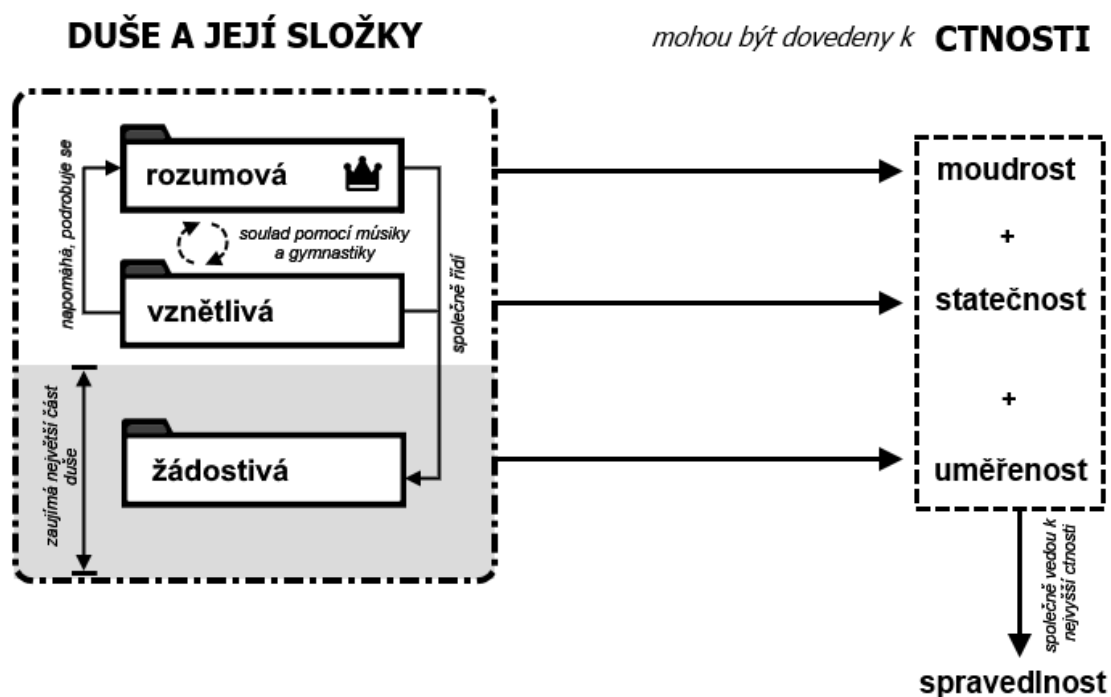 DUŠE A JEJÍ SLOŽKY
mohou být dovedeny k CTNOSTI
napomáhá, podrobuje se
rozumová
soulad pomocí músiky
a gymnastiky
vznětlivá
společně řídí
zaujímá největší část
duše
žádostivá
moudrost
+
statečnost
+
uměřenost
společně vedou k
nejvyšší ctnosti
spravedlnost